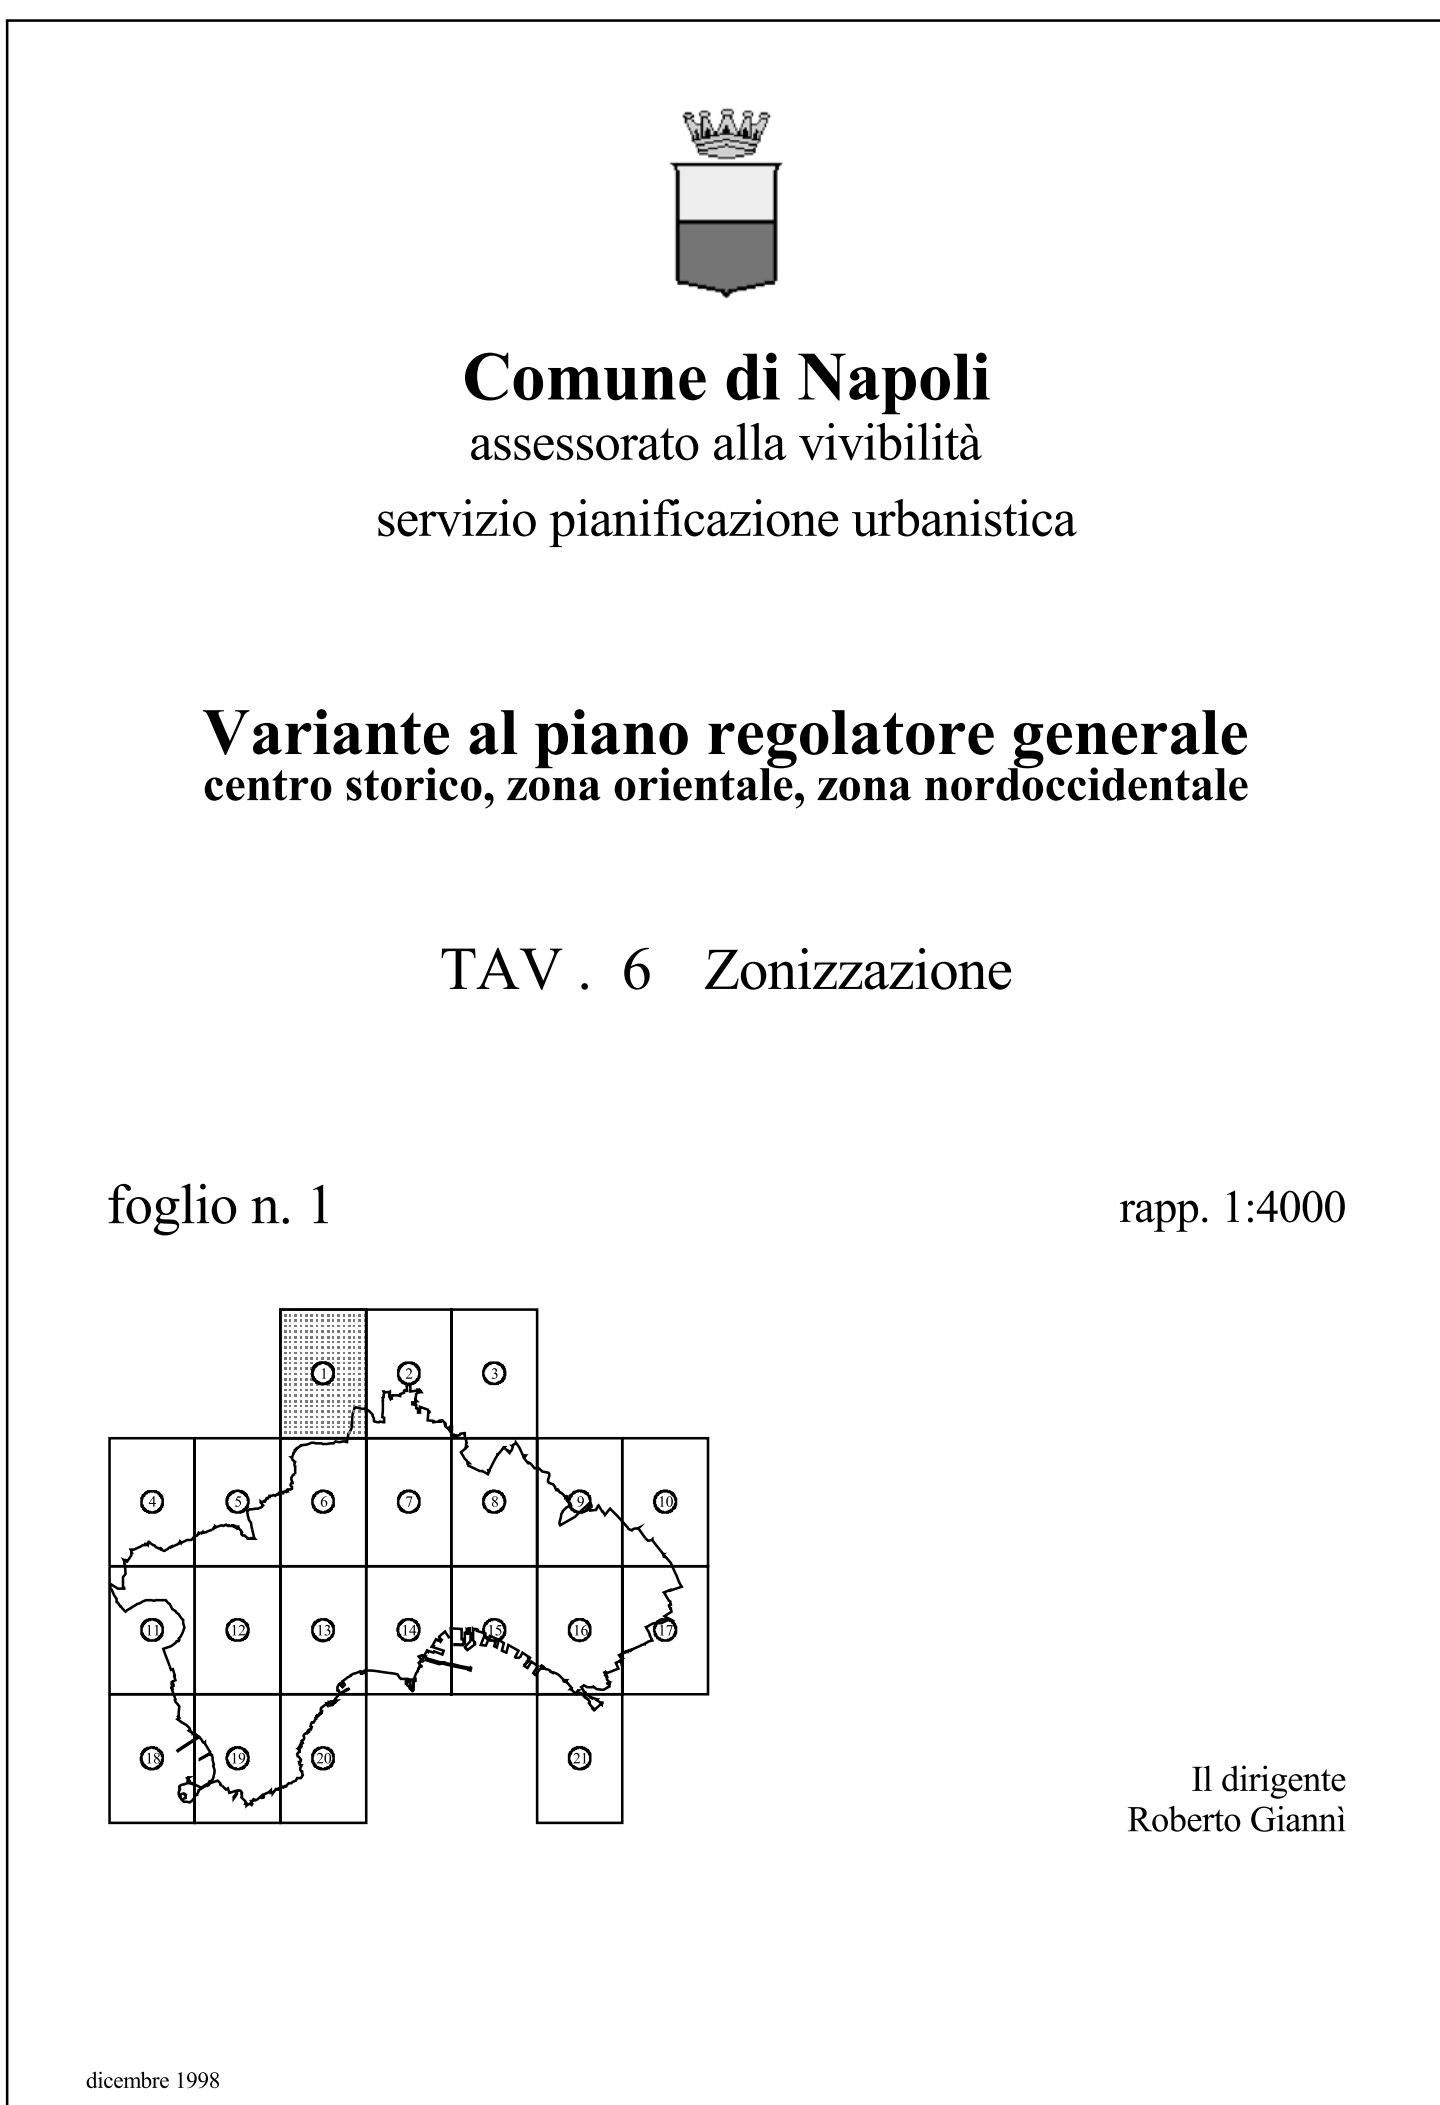 Comune di Napoli
assessorato alla vivibilità
servizio pianificazione urbanistica
Variante al piano regolatore generale
centro storico, zona orientale, zona nordoccidentale
TAV . 6 Zonizzazione
foglio n. 1
rapp. 1:4000
1 2 3
4 5 6 7 8 9 10
11 12 13 14 15 16 17
18 19 20 21
Il dirigente
Roberto Giannì
dicembre 1998